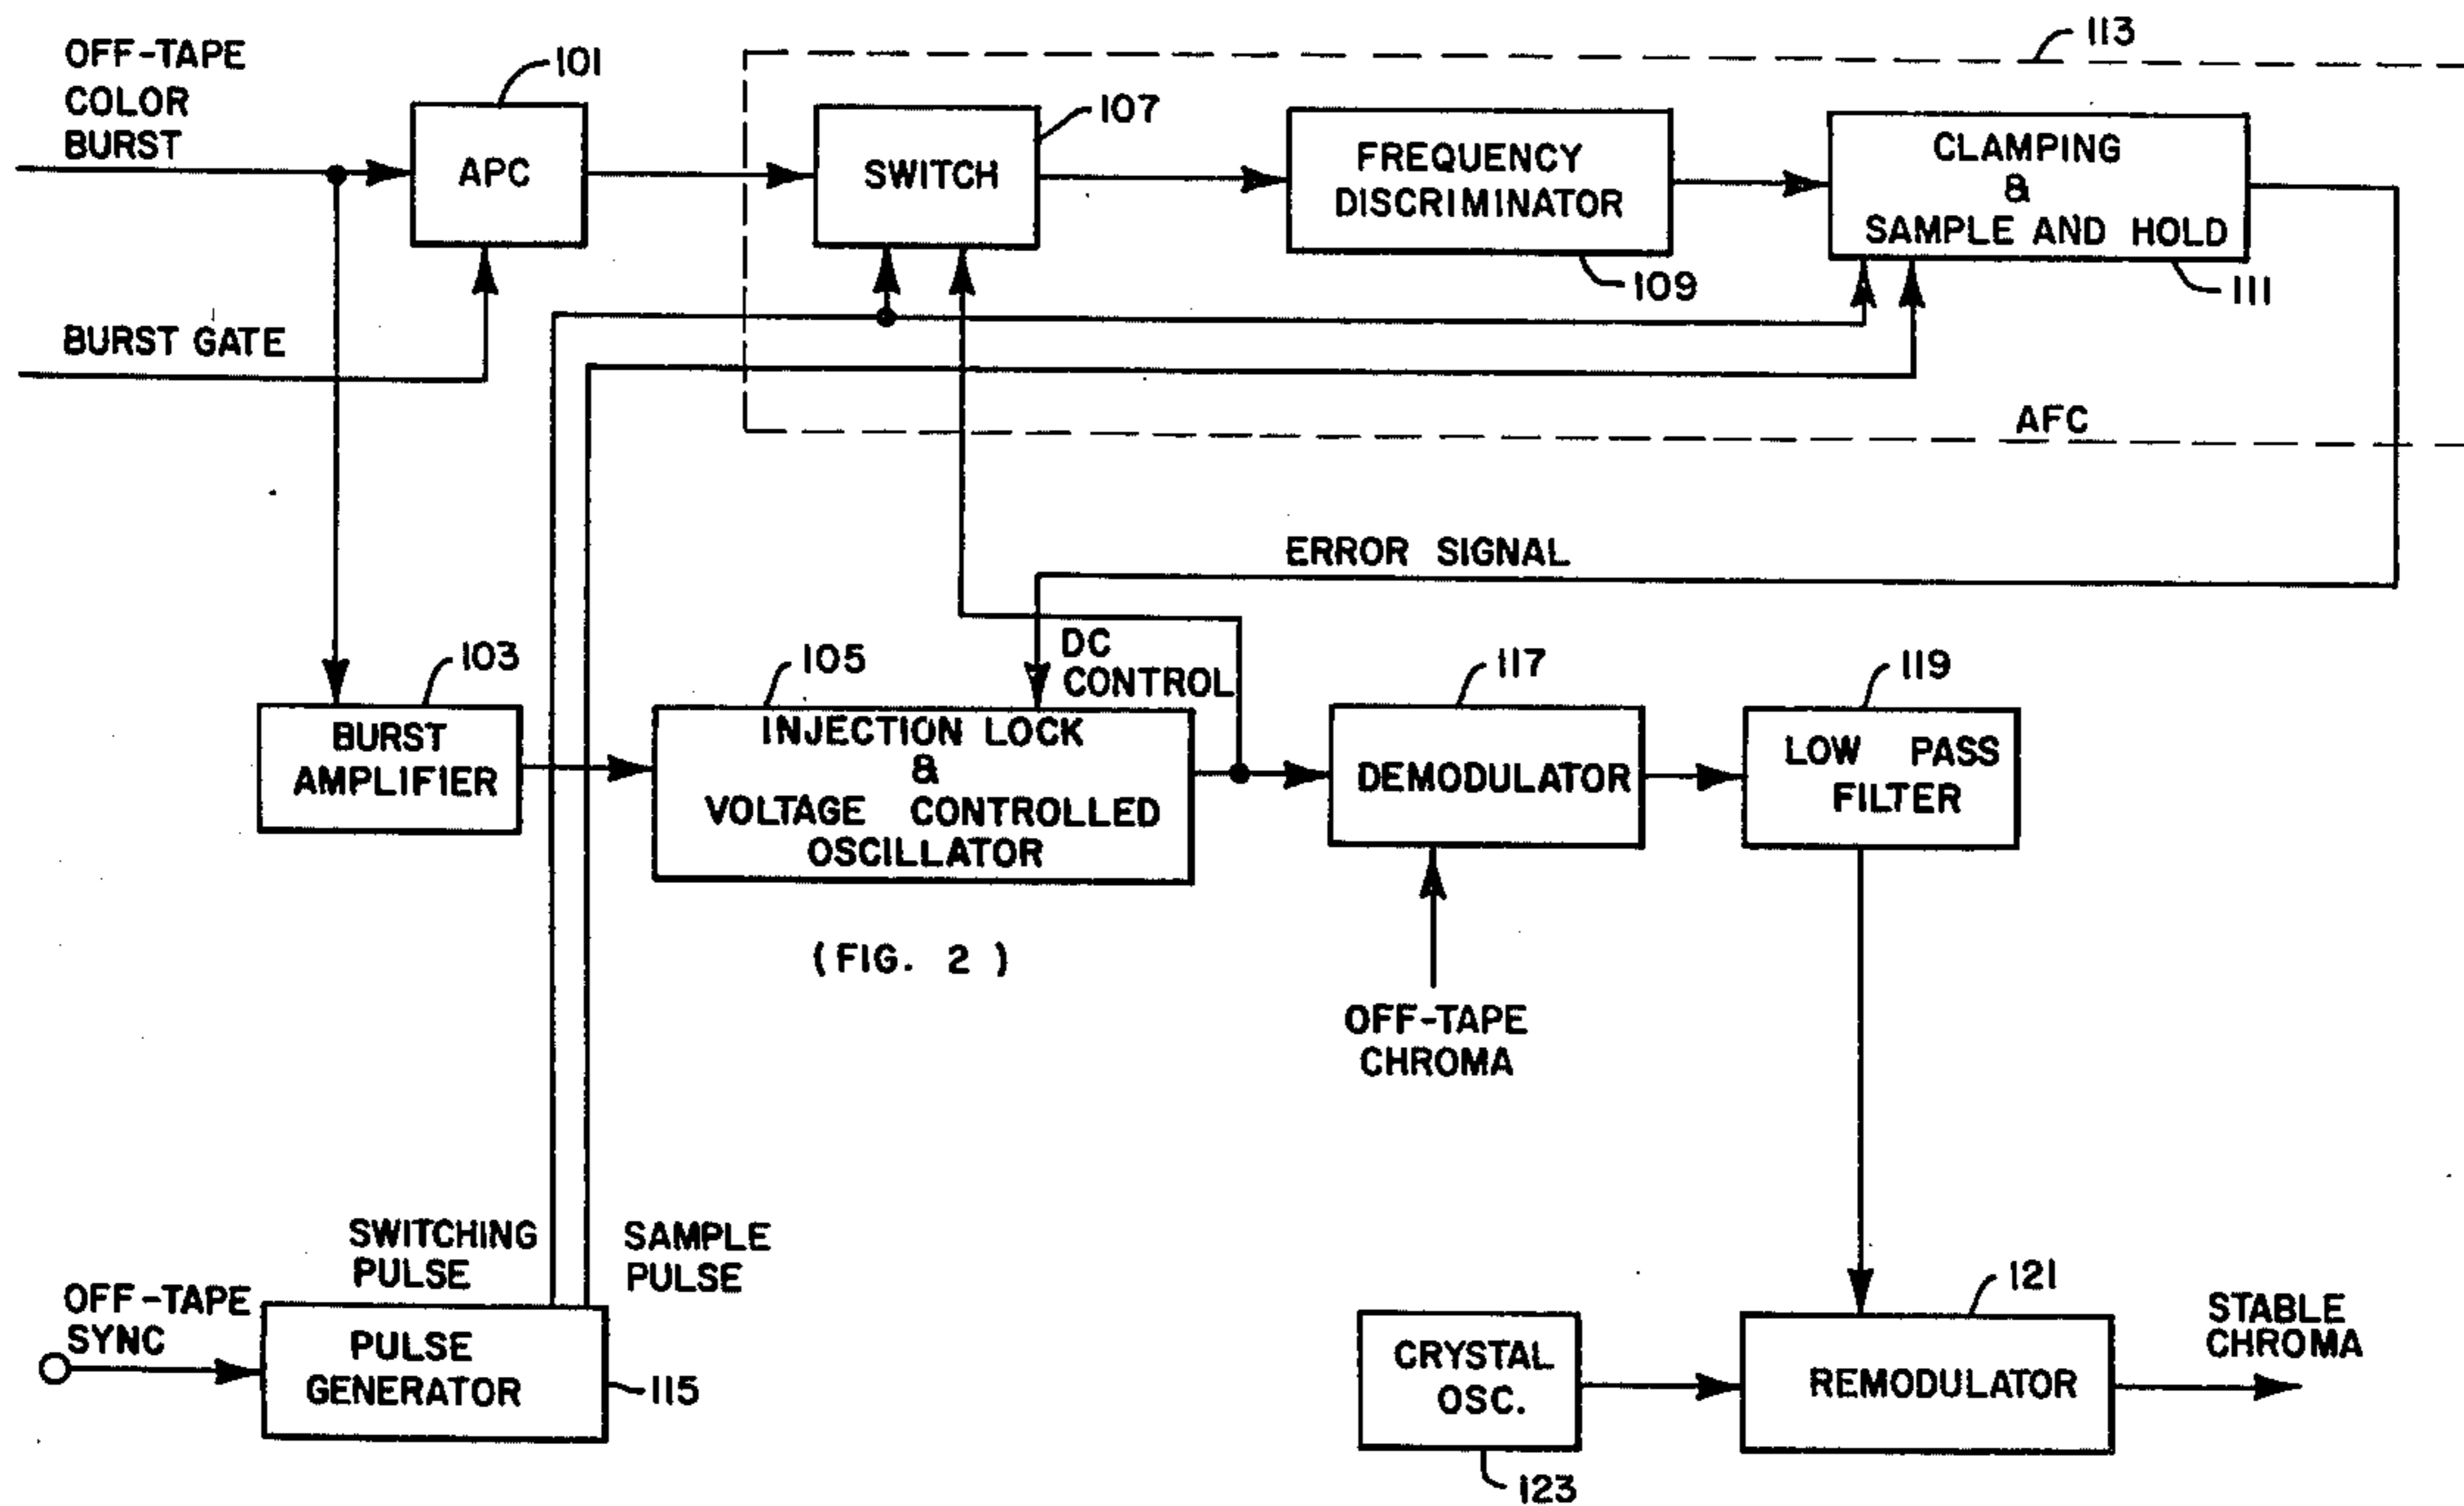 OFF-TAPE
COLOR
BURST
101
APC
113
107
SWITCH
FREQUENCY
DISCRIMINATOR
109
CLAMPING
&
SAMPLE AND HOLD
111
BURST GATE
AFC
ERROR SIGNAL
DC
CONTROL
103
BURST
AMPLIFIER
105
INJECTION LOCK
&
VOLTAGE CONTROLLED
OSCILLATOR
117
DEMODULATOR
119
LOW PASS
FILTER
(FIG. 2 )
OFF-TAPE
CHROMA
SWITCHING
PULSE
SAMPLE
PULSE
OFF-TAPE
SYNC
PULSE
GENERATOR
115
CRYSTAL
OSC.
123
121
REMODULATOR
STABLE
CHROMA